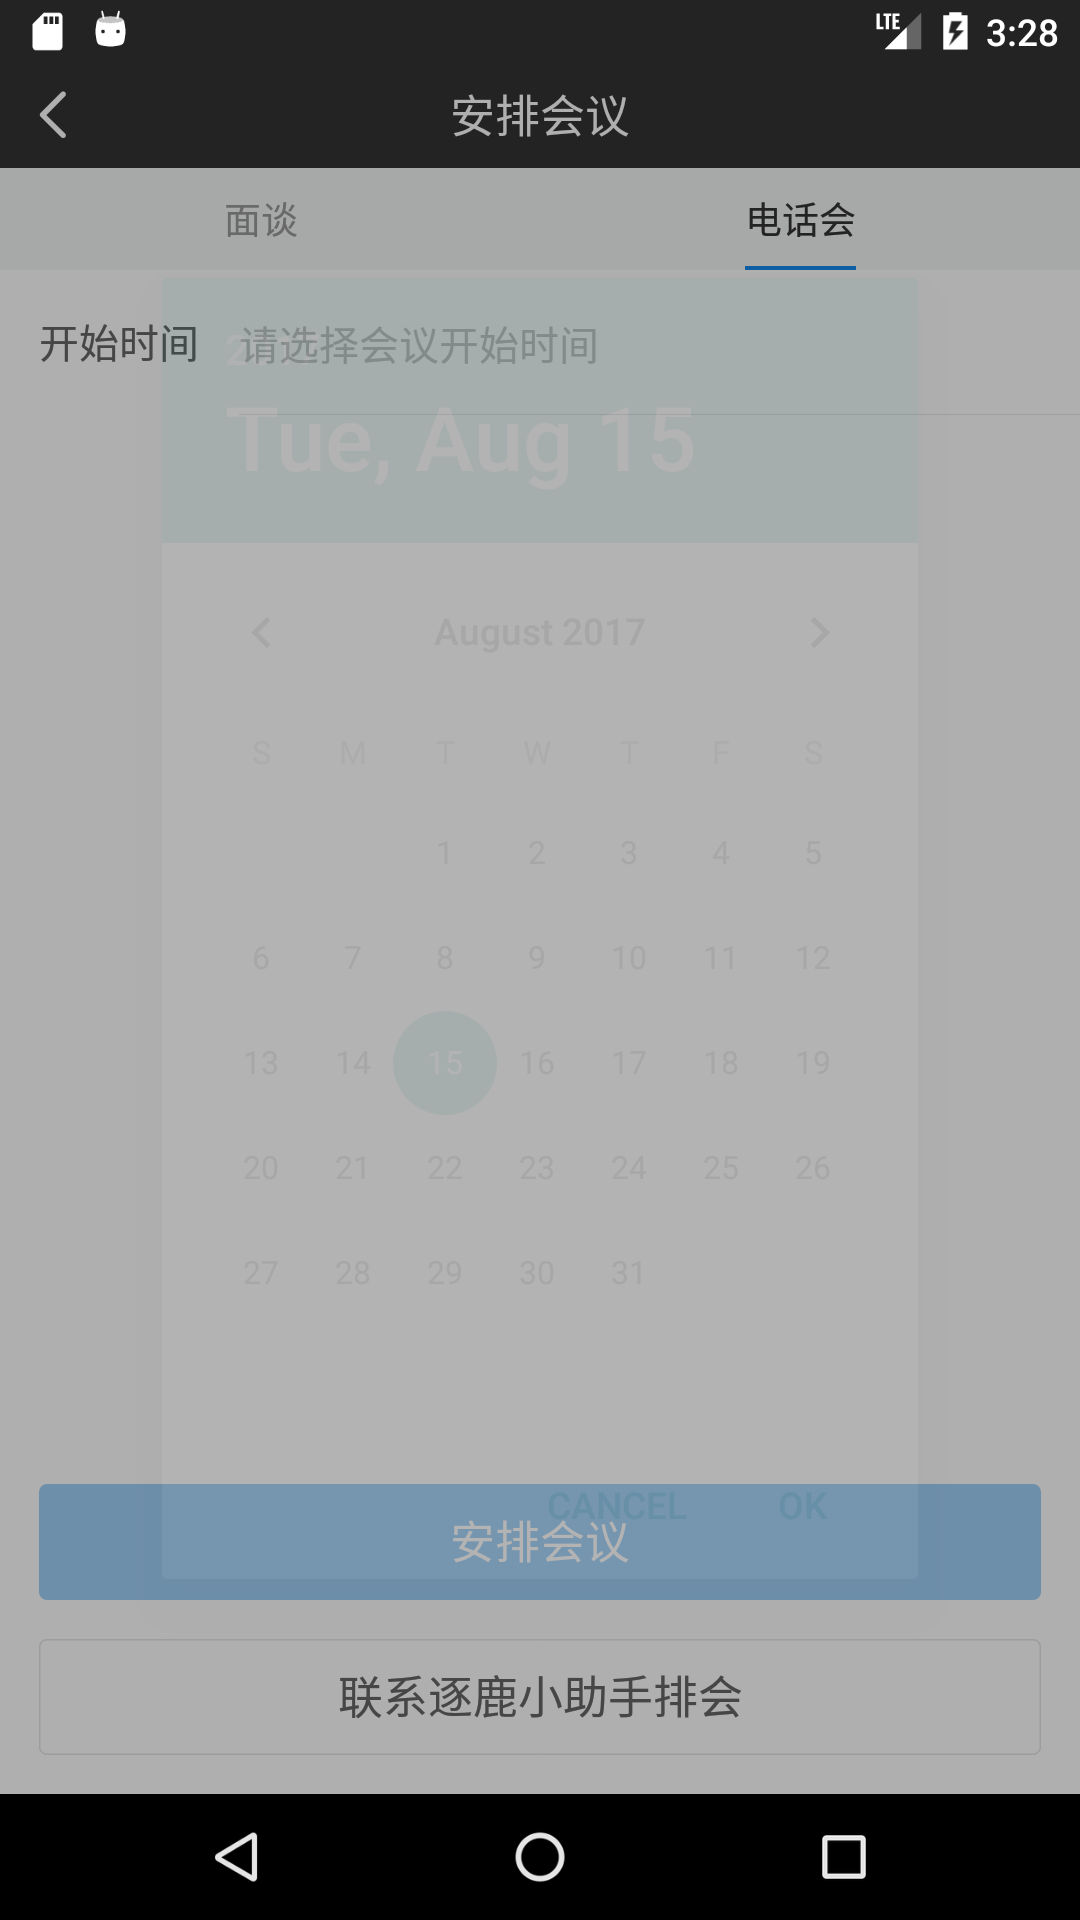 LTE 3:28
安排会议
面谈 电话会
开始时间 请选择会议开始时间
Tue, Aug 15
August 2017
S M T W T F S
1 2 3 4 5
6 7 8 9 10 11 12
13 14 15 16 17 18 19
20 21 22 23 24 25 26
27 28 29 30 31
CANCEL OK
安排会议
联系逐鹿小助手排会